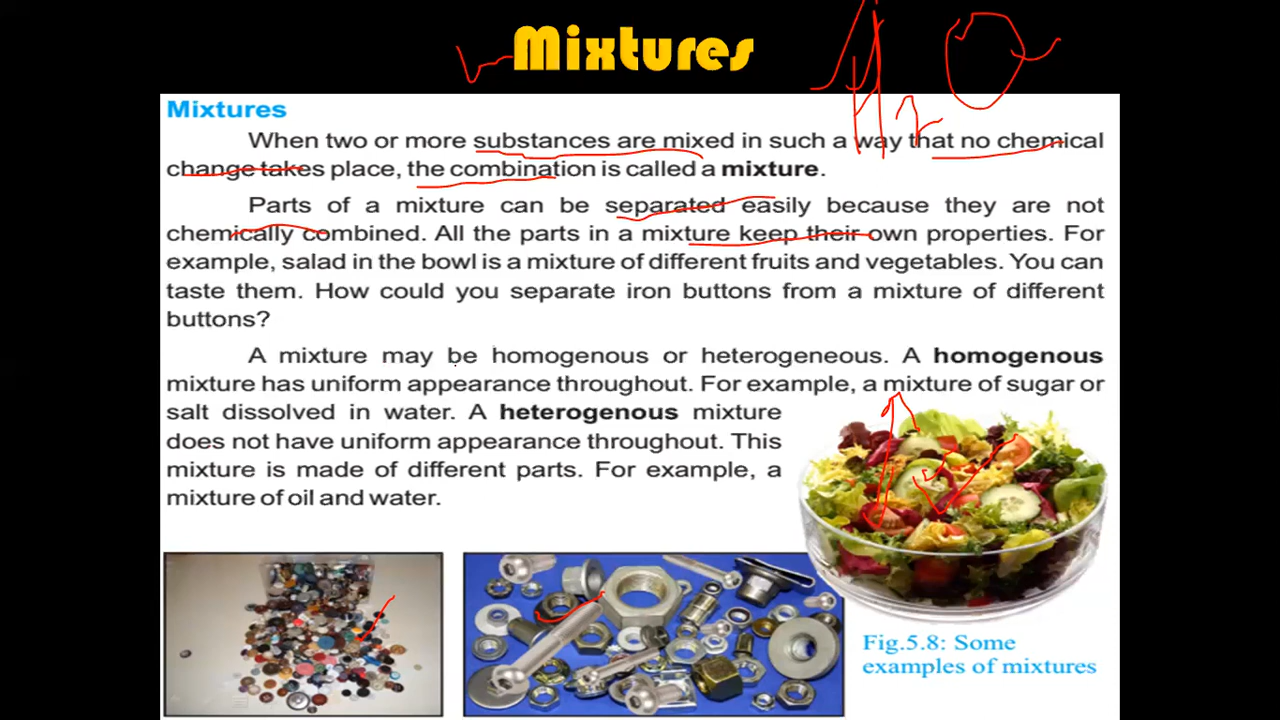 Mixtures
H2O
Mixtures
When two or more substances are mixed in such a way that no chemical
change takes place, the combination is called a mixture.
Parts of a mixture can be separated easily because they are not
chemically combined. All the parts in a mixture keep their own properties. For
example, salad in the bowl is a mixture of different fruits and vegetables. You can
taste them. How could you separate iron buttons from a mixture of different
buttons?
A mixture may be homogenous or heterogeneous. A homogenous
mixture has uniform appearance throughout. For example, a mixture of sugar or
salt dissolved in water. A heterogenous mixture
does not have uniform appearance throughout. This
mixture is made of different parts. For example, a
mixture of oil and water.
Fig.5.8: Some
examples of mixtures